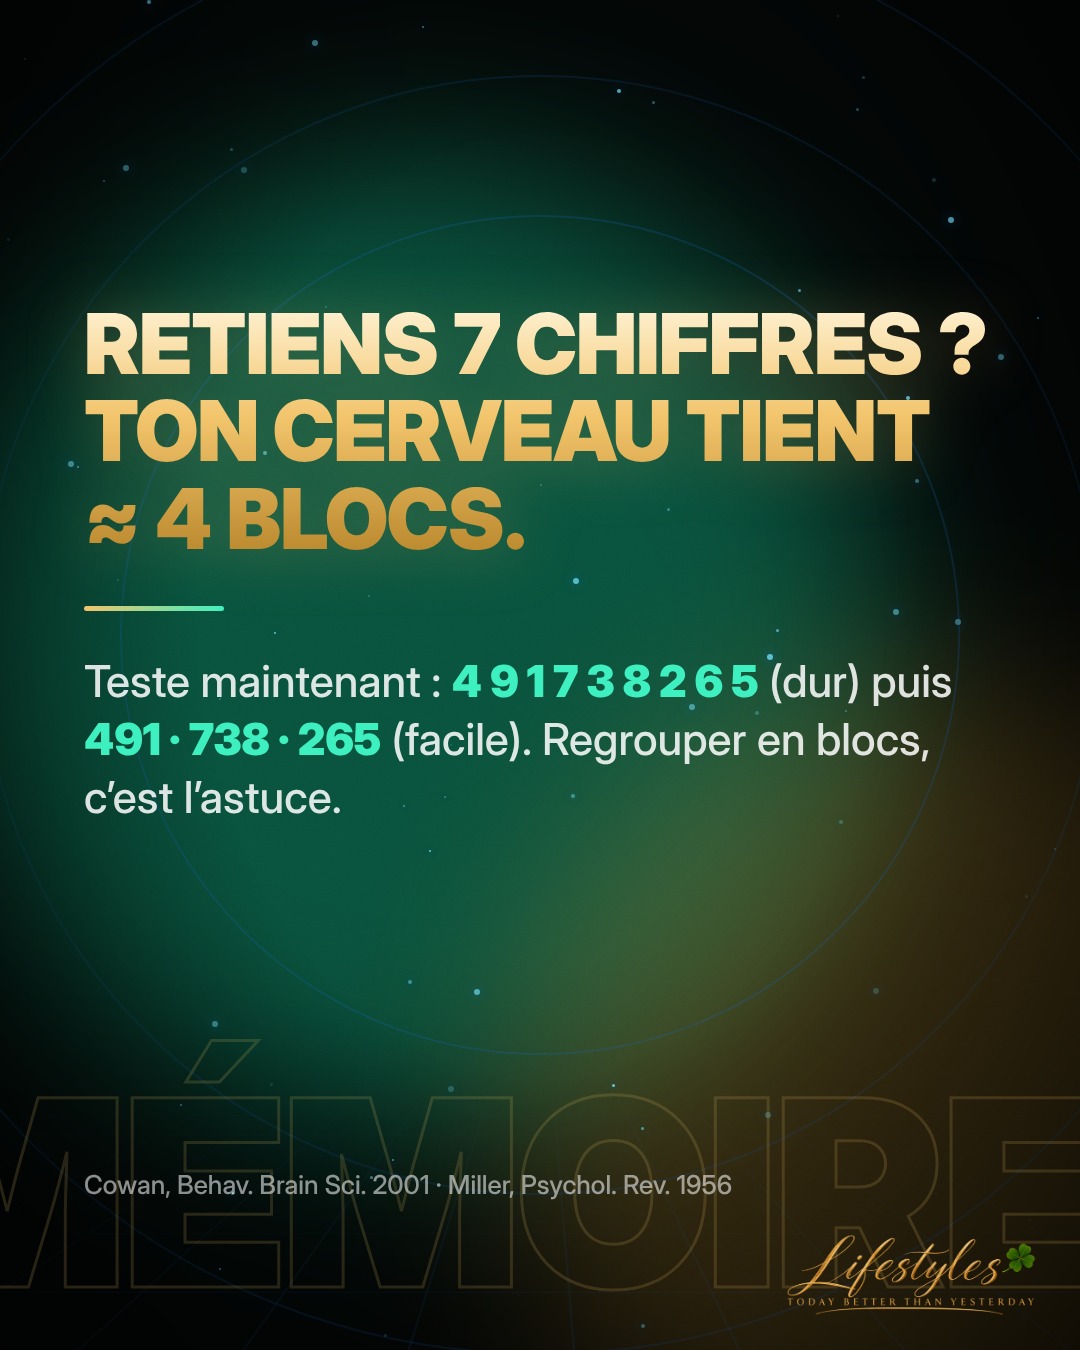 RETIENS 7 CHIFFRES ?
TON CERVEAU TIENT
≈ 4 BLOCS.
Teste maintenant : 4 9 1 7 3 8 2 6 5 (dur) puis
491 · 738 · 265 (facile). Regrouper en blocs,
c’est l’astuce.
MÉMOIRE
Cowan, Behav. Brain Sci. 2001 · Miller, Psychol. Rev. 1956
Lifestyles
TODAY BETTER THAN YESTERDAY